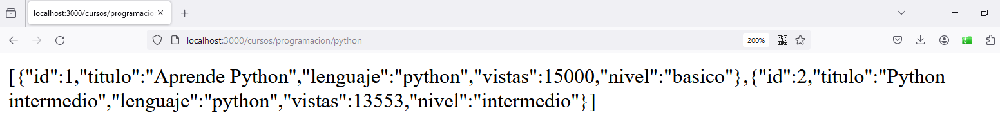 localhost:3000/cursos/programacion
localhost:3000/cursos/programacion/python
200%
[{"id":1,"titulo":"Aprende Python","lenguaje":"python","vistas":15000,"nivel":"basico"},{"id":2,"titulo":"Python
intermedio","lenguaje":"python","vistas":13553,"nivel":"intermedio"}]